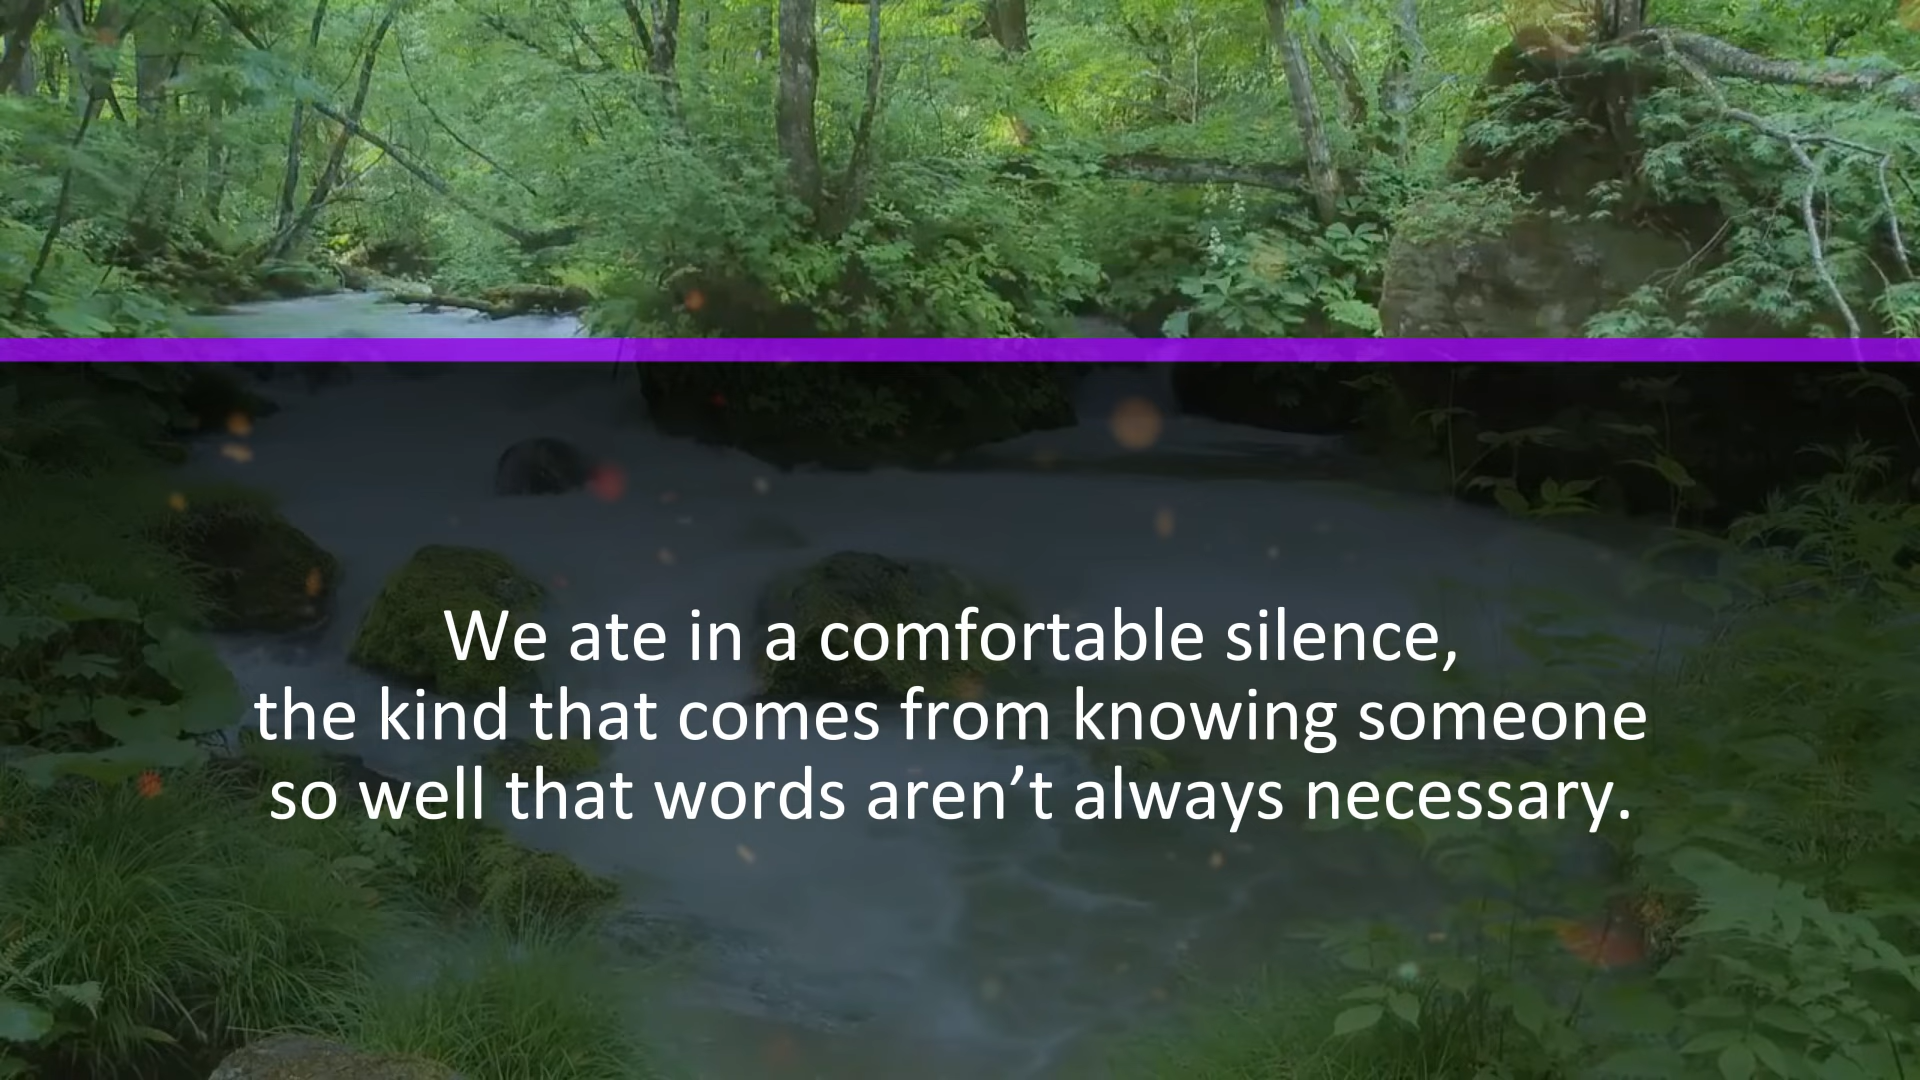 We ate in a comfortable silence,
the kind that comes from knowing someone
so well that words aren’t always necessary.